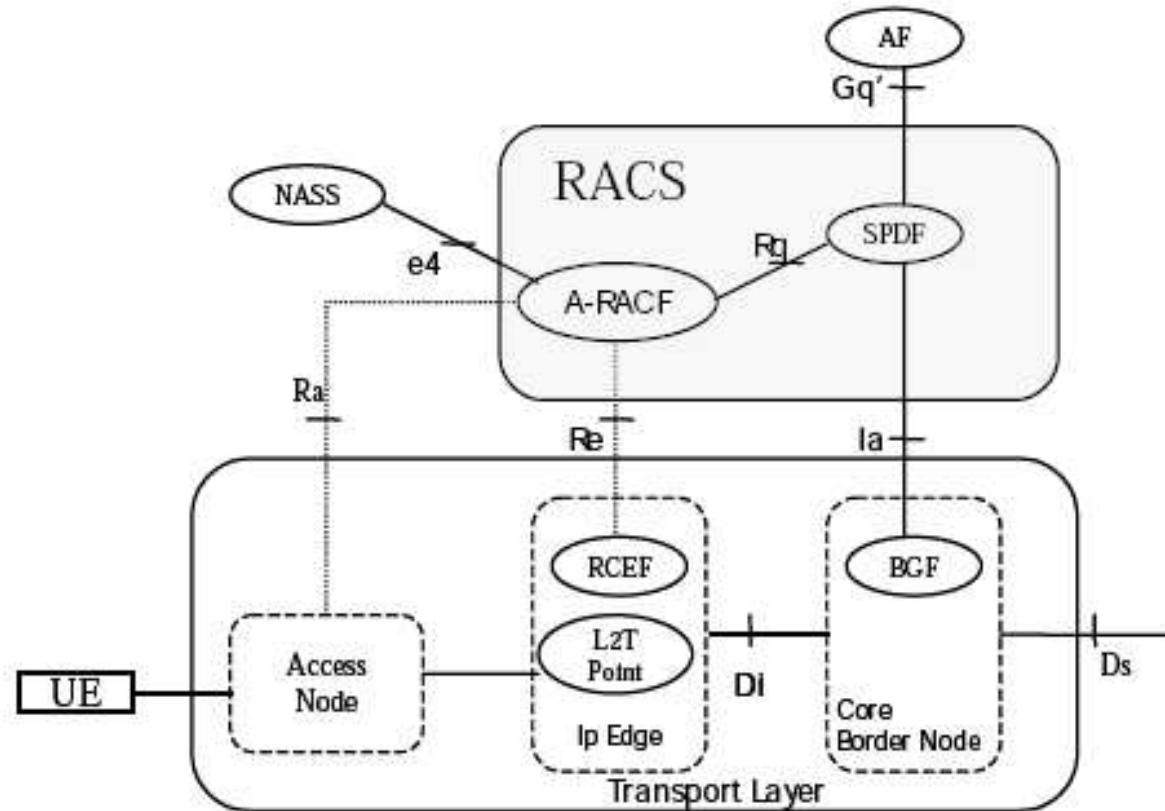 AF
Gq'
RACS
NASS
SPDF
Rq
e4
A-RACF
Ra
Re
Ia
RCEF
BGF
L2T
Point
Access
Node
UE
Di
Ds
Core
Border Node
Ip Edge
Transport Layer